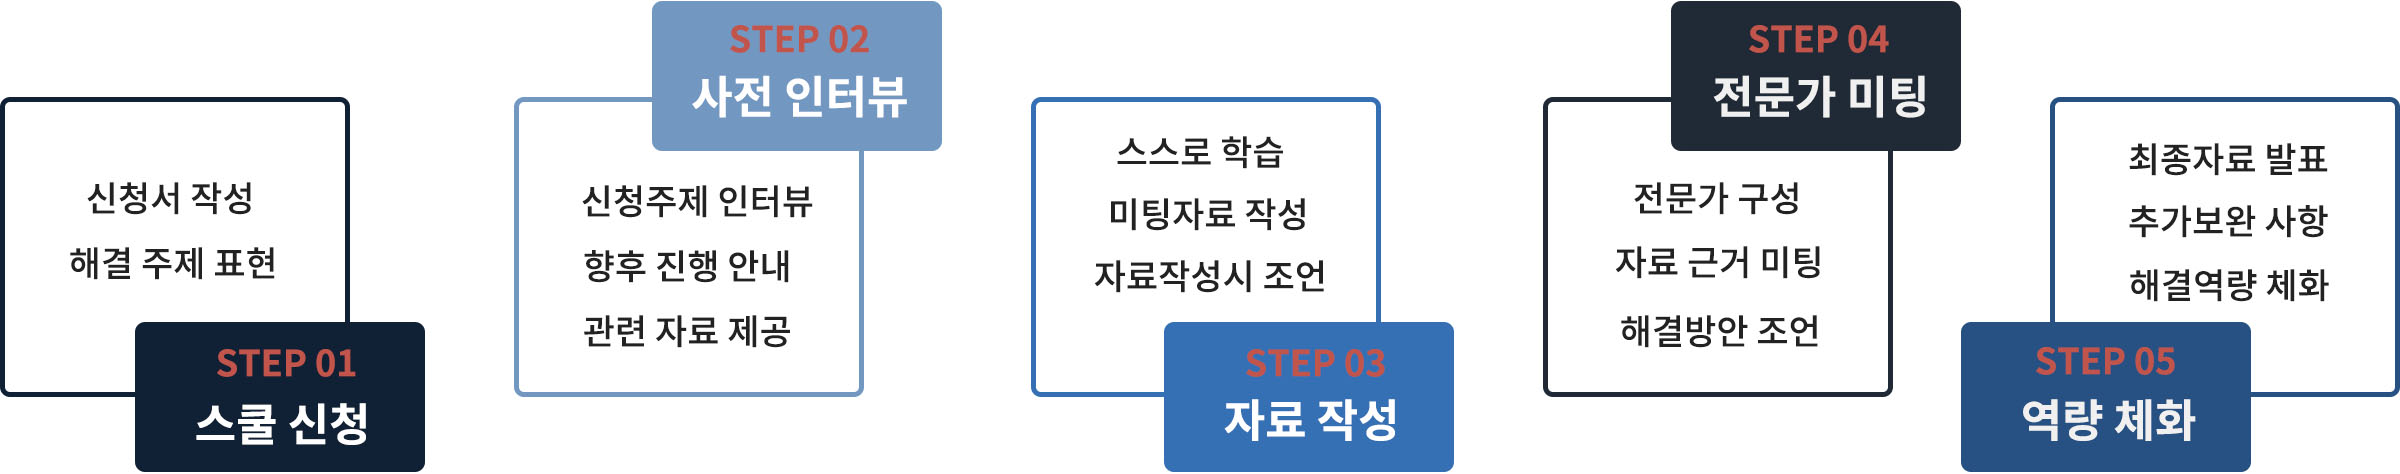 신청서 작성
해결 주제 표현
STEP 01
스쿨 신청
STEP 02
사전 인터뷰
신청주제 인터뷰
향후 진행 안내
관련 자료 제공
스스로 학습
미팅자료 작성
자료작성시 조언
STEP 03
자료 작성
STEP 04
전문가 미팅
전문가 구성
자료 근거 미팅
해결방안 조언
최종자료 발표
추가보완 사항
해결역량 체화
STEP 05
역량 체화